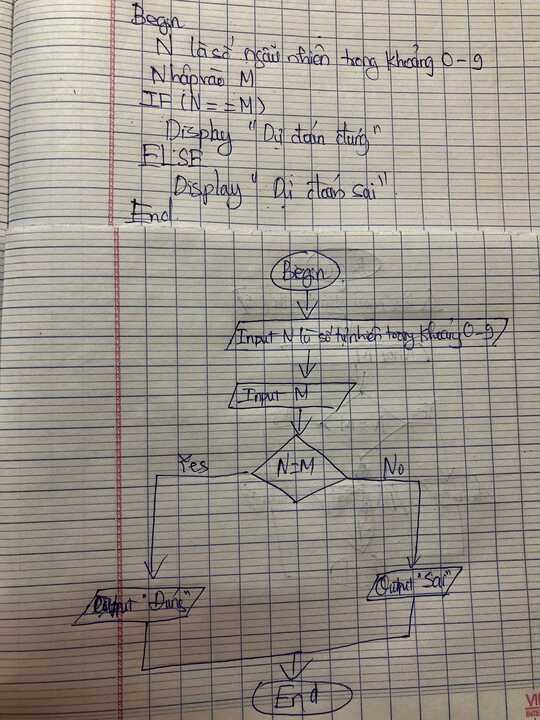 Begin
N là số ngẫu nhiên trong khoảng 0-9
Nhập vào M
IF (N==M)
Display "Dự đoán đúng"
ELSE
Display "Dự đoán sai"
End
Begin
Input N là số tự nhiên trong khoảng 0-9
Input M
N=M
Yes
No
Output "Đúng"
Output "Sai"
End